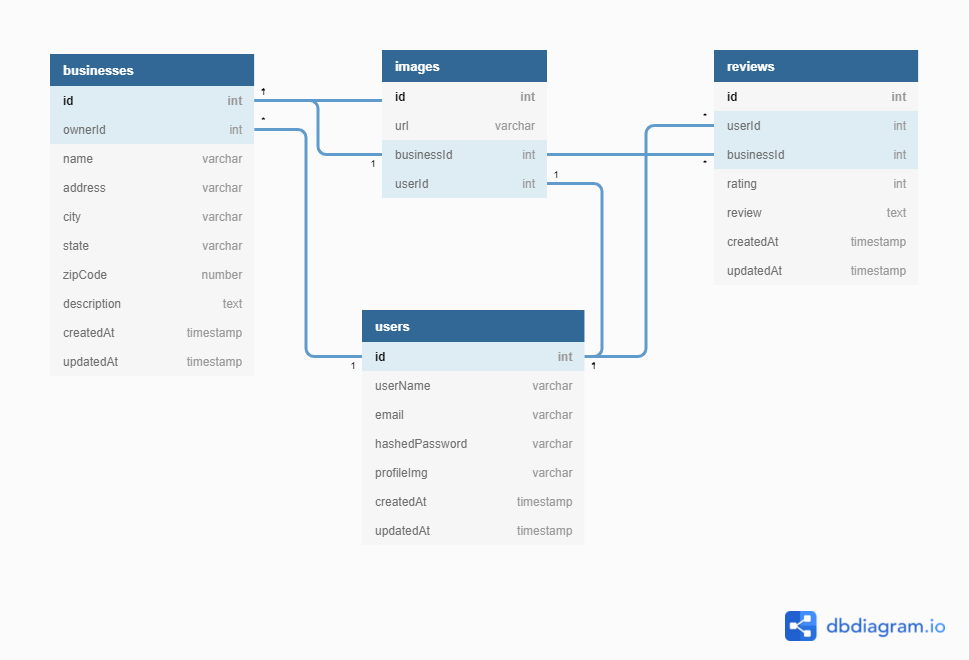 businesses
id int
ownerId int
name varchar
address varchar
city varchar
state varchar
zipCode number
description text
createdAt timestamp
updatedAt timestamp
1
*
images
id int
url varchar
businessId int
userId int
1
1
reviews
id int
userId int
businessId int
rating int
review text
createdAt timestamp
updatedAt timestamp
*
*
users
id int
userName varchar
email varchar
hashedPassword varchar
profileImg varchar
createdAt timestamp
updatedAt timestamp
1
1
dbdiagram.io